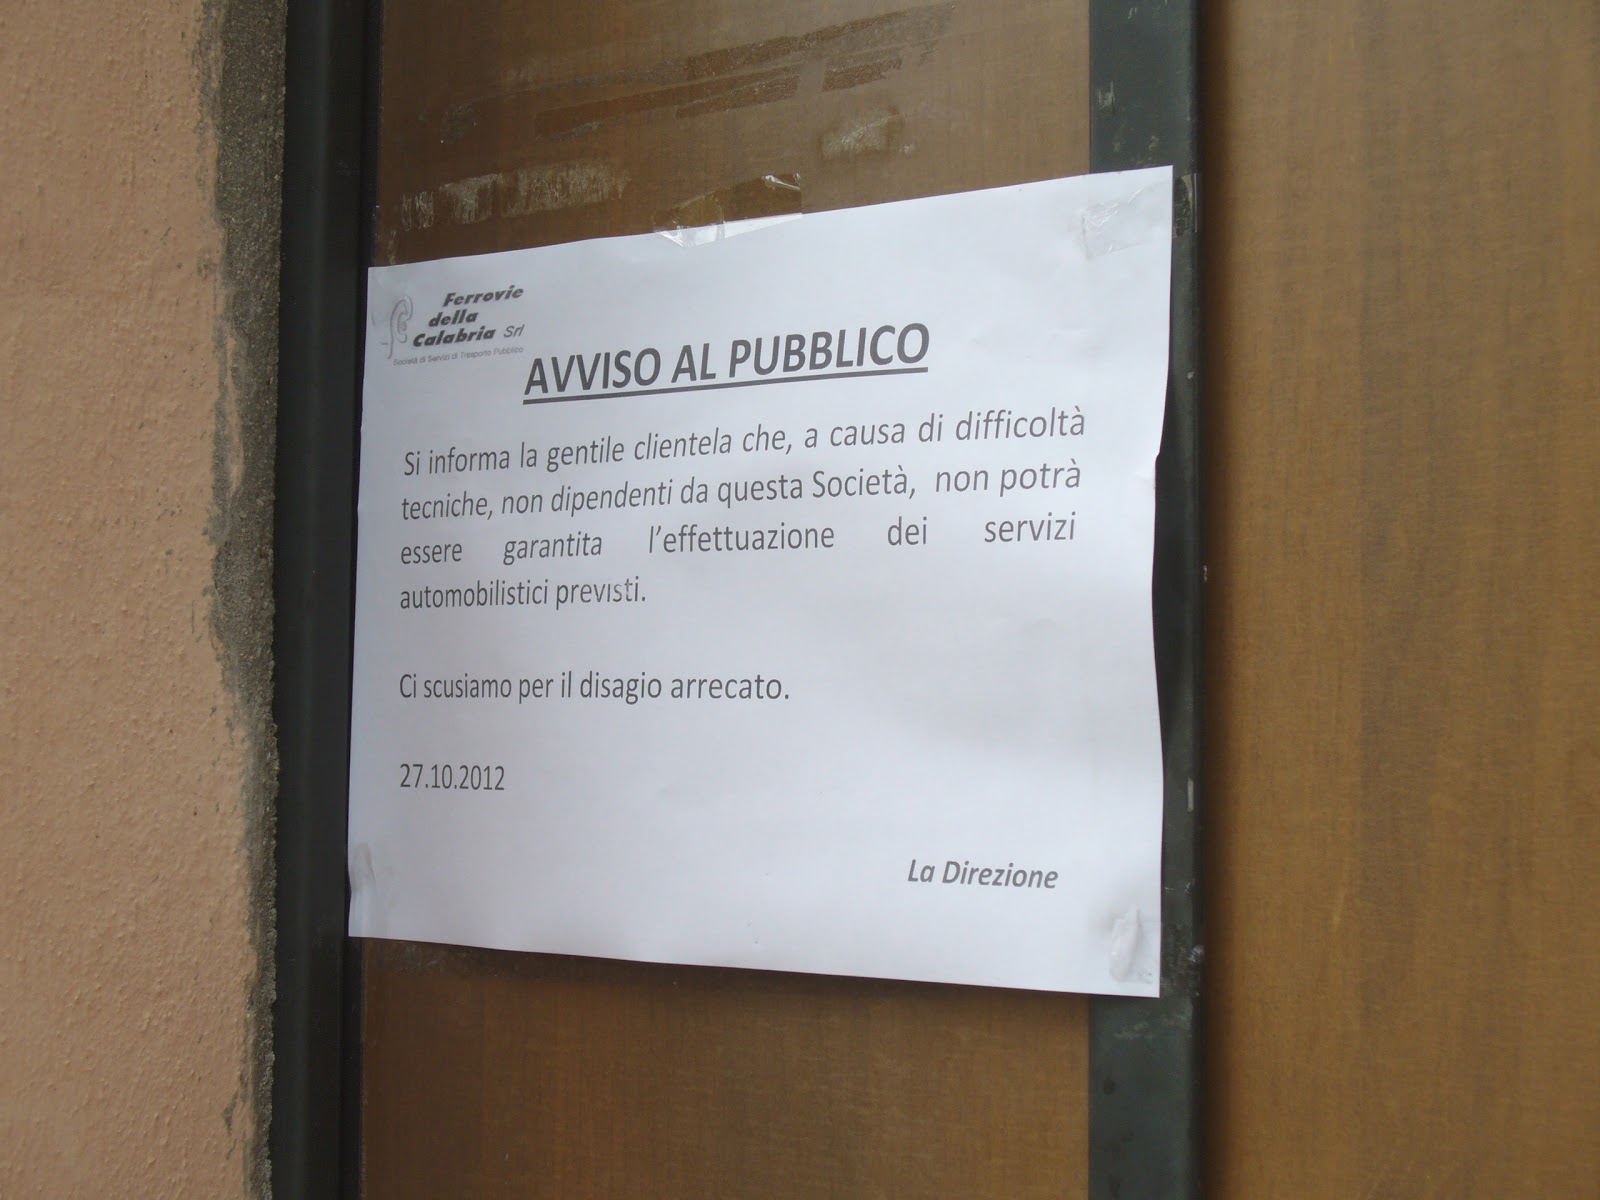 Ferrovie
della
Calabria Srl
Società di Servizi di Trasporto Pubblico
AVVISO AL PUBBLICO
Si informa la gentile clientela che, a causa di difficoltà
tecniche, non dipendenti da questa Società, non potrà
essere garantita l'effettuazione dei servizi
automobilistici previsti.
Ci scusiamo per il disagio arrecato.
27.10.2012
La Direzione